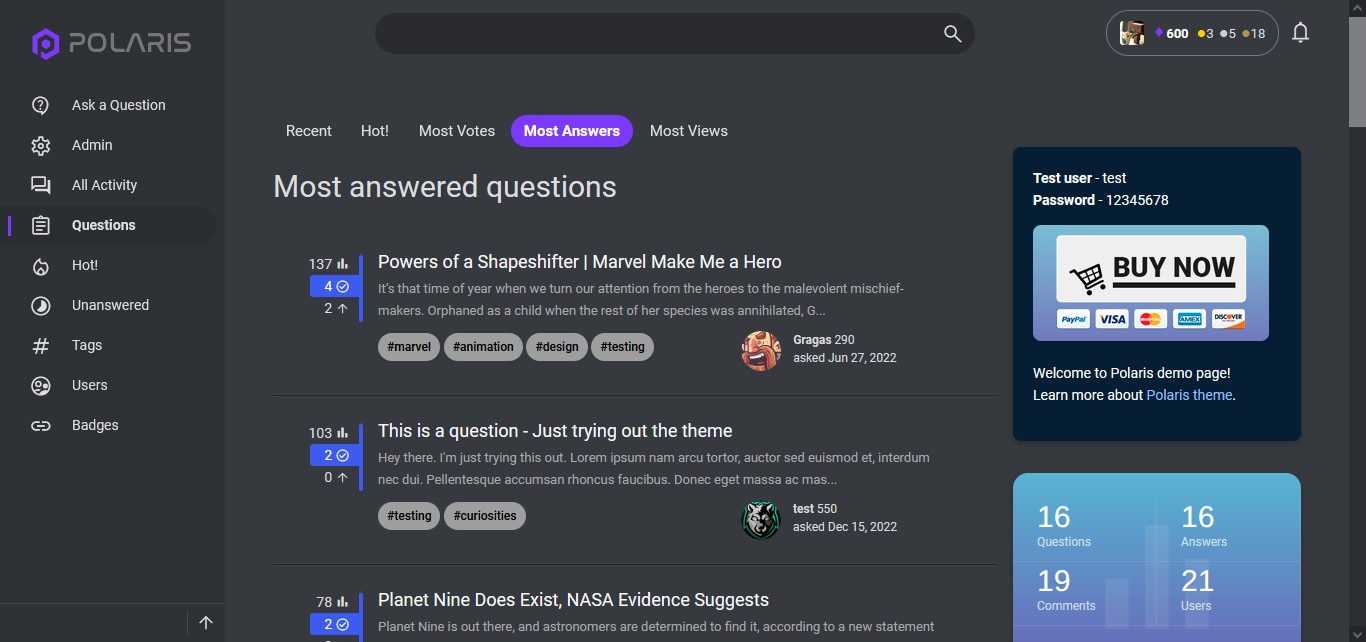 POLARIS
600 3 5 18
Ask a Question
Admin
All Activity
Questions
Hot!
Unanswered
Tags
Users
Badges
Recent Hot! Most Votes Most Answers Most Views
Most answered questions
137
4
2
Powers of a Shapeshifter | Marvel Make Me a Hero
It's that time of year when we turn our attention from the heroes to the malevolent mischief-
makers. Orphaned as a child when the rest of her species was annihilated, G...
#marvel #animation #design #testing
Gragas 290
asked Jun 27, 2022
103
2
0
This is a question - Just trying out the theme
Hey there. I'm just trying this out. Lorem ipsum nam arcu tortor, auctor sed euismod et, interdum
nec dui. Pellentesque accumsan rhoncus faucibus. Donec eget massa ac mas...
#testing #curiosities
test 550
asked Dec 15, 2022
78
2
Planet Nine Does Exist, NASA Evidence Suggests
Planet Nine is out there, and astronomers are determined to find it, according to a new statement
Test user - test
Password - 12345678
BUY NOW
PayPal VISA MasterCard AMEX DISCOVER
Welcome to Polaris demo page!
Learn more about Polaris theme.
16 16
Questions Answers
19 21
Comments Users